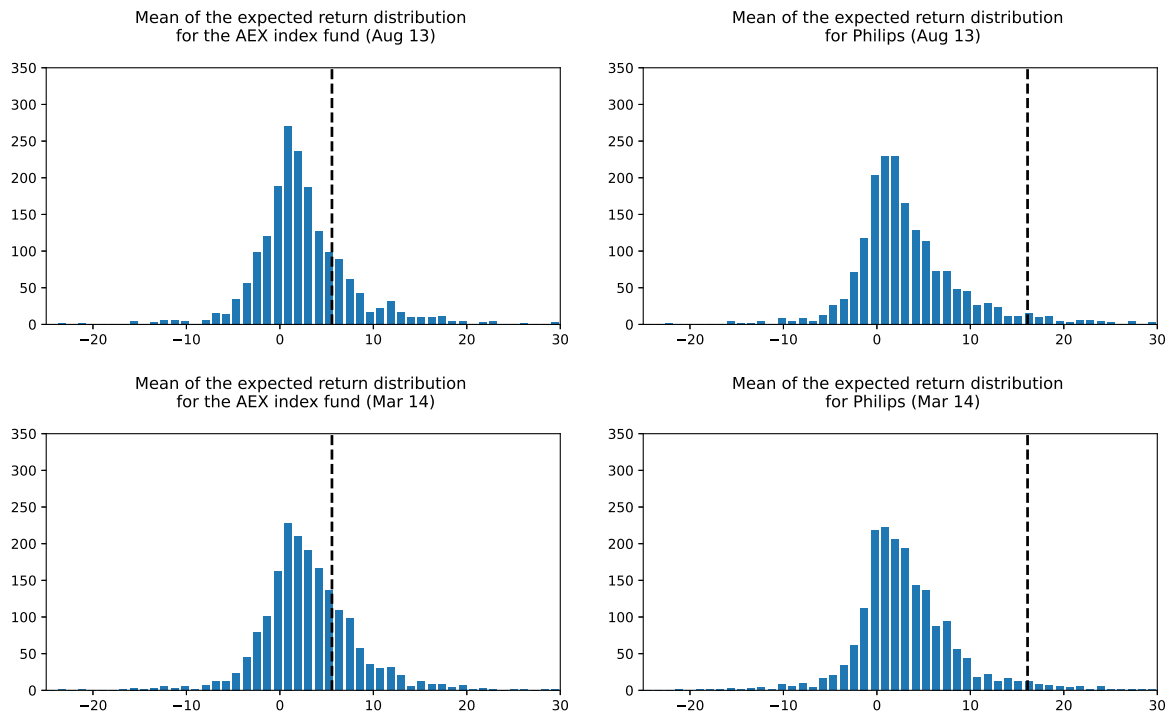 Mean of the expected return distribution
for the AEX index fund (Aug 13)
350
300
250
200
150
100
50
0
−20 −10 0 10 20 30
Mean of the expected return distribution
for Philips (Aug 13)
350
300
250
200
150
100
50
0
−20 −10 0 10 20 30
Mean of the expected return distribution
for the AEX index fund (Mar 14)
350
300
250
200
150
100
50
0
−20 −10 0 10 20 30
Mean of the expected return distribution
for Philips (Mar 14)
350
300
250
200
150
100
50
0
−20 −10 0 10 20 30